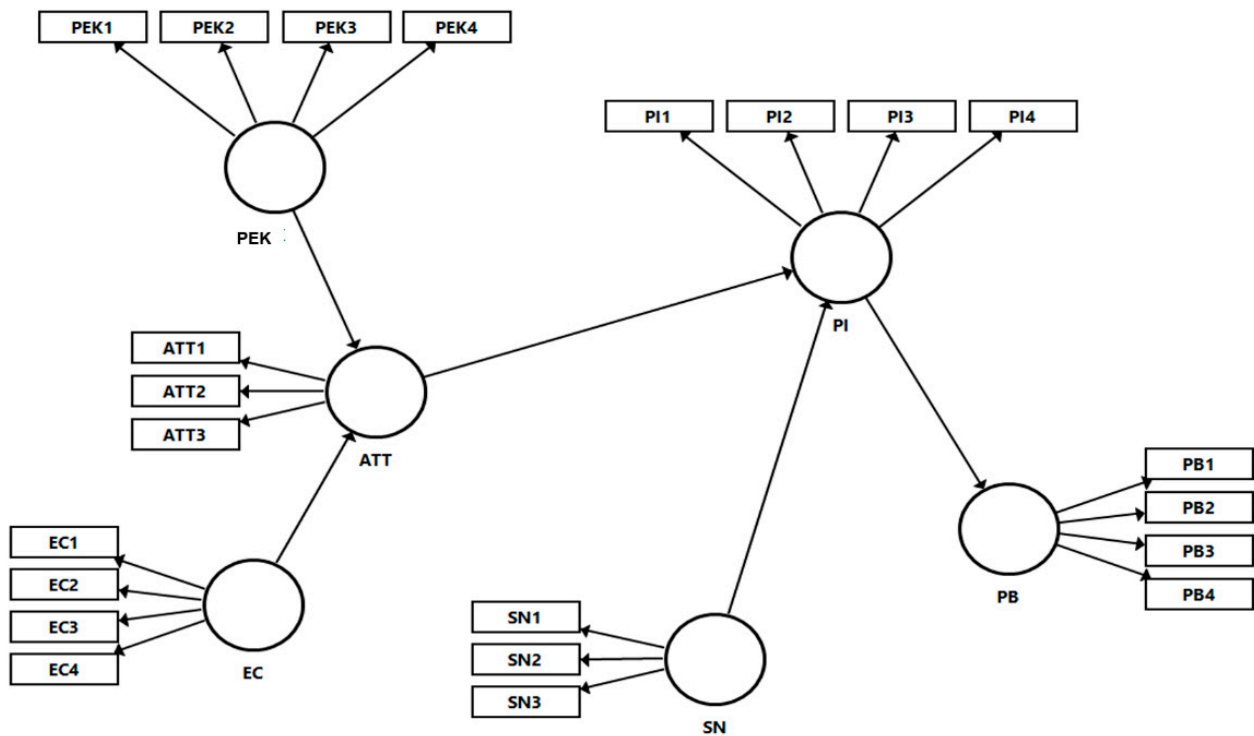 PEK1 PEK2 PEK3 PEK4
PEK
PI1 PI2 PI3 PI4
PI
ATT1
ATT2
ATT3
ATT
EC1
EC2
EC3
EC4
EC
SN1
SN2
SN3
SN
PB1
PB2
PB3
PB4
PB